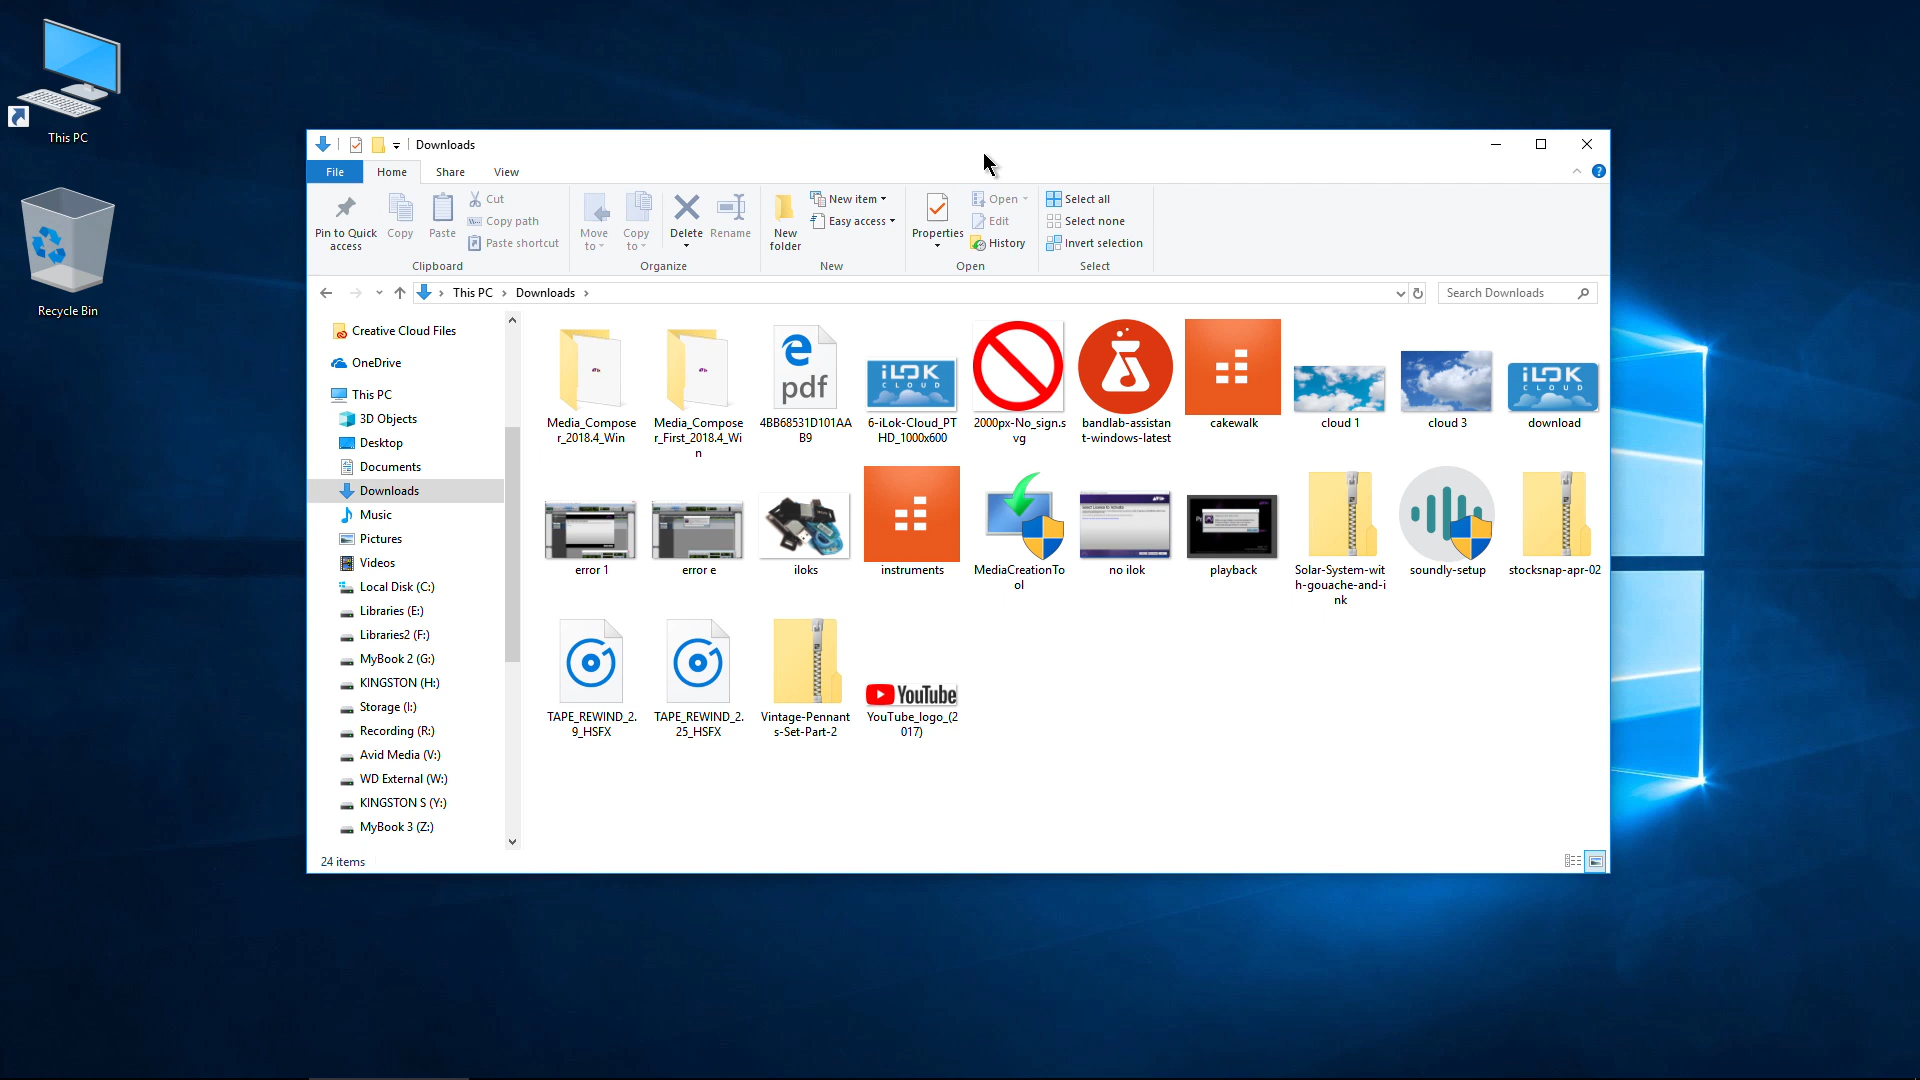 This PC
Recycle Bin
Downloads
File
Home
Share
View
Pin to Quick
access
Copy
Paste
Cut
Copy path
Paste shortcut
Clipboard
Move
to
Copy
to
Delete
Rename
Organize
New
folder
New item
Easy access
New
Properties
Open
Edit
History
Open
Select all
Select none
Invert selection
Select
This PC
Downloads
Search Downloads
Creative Cloud Files
OneDrive
This PC
3D Objects
Desktop
Documents
Downloads
Music
Pictures
Videos
Local Disk (C:)
Libraries (E:)
Libraries2 (F:)
MyBook 2 (G:)
KINGSTON (H:)
Storage (I:)
Recording (R:)
Avid Media (V:)
WD External (W:)
KINGSTON S (Y:)
MyBook 3 (Z:)
Media_Compose
r_2018.4_Win
Media_Compose
r_First_2018.4_Wi
n
pdf
4BB68531D101AA
B9
iLOK
CLOUD
6-iLok-Cloud_PT
HD_1000x600
2000px-No_sign.s
vg
bandlab-assistan
t-windows-latest
cakewalk
cloud 1
cloud 3
iLOK
CLOUD
download
error 1
error e
iloks
instruments
MediaCreationTo
ol
no ilok
playback
Solar-System-wit
h-gouache-and-i
nk
soundly-setup
stocksnap-apr-02
TAPE_REWIND_2.
9_HSFX
TAPE_REWIND_2.
25_HSFX
Vintage-Pennant
s-Set-Part-2
YouTube
YouTube_logo_(2
017)
24 items